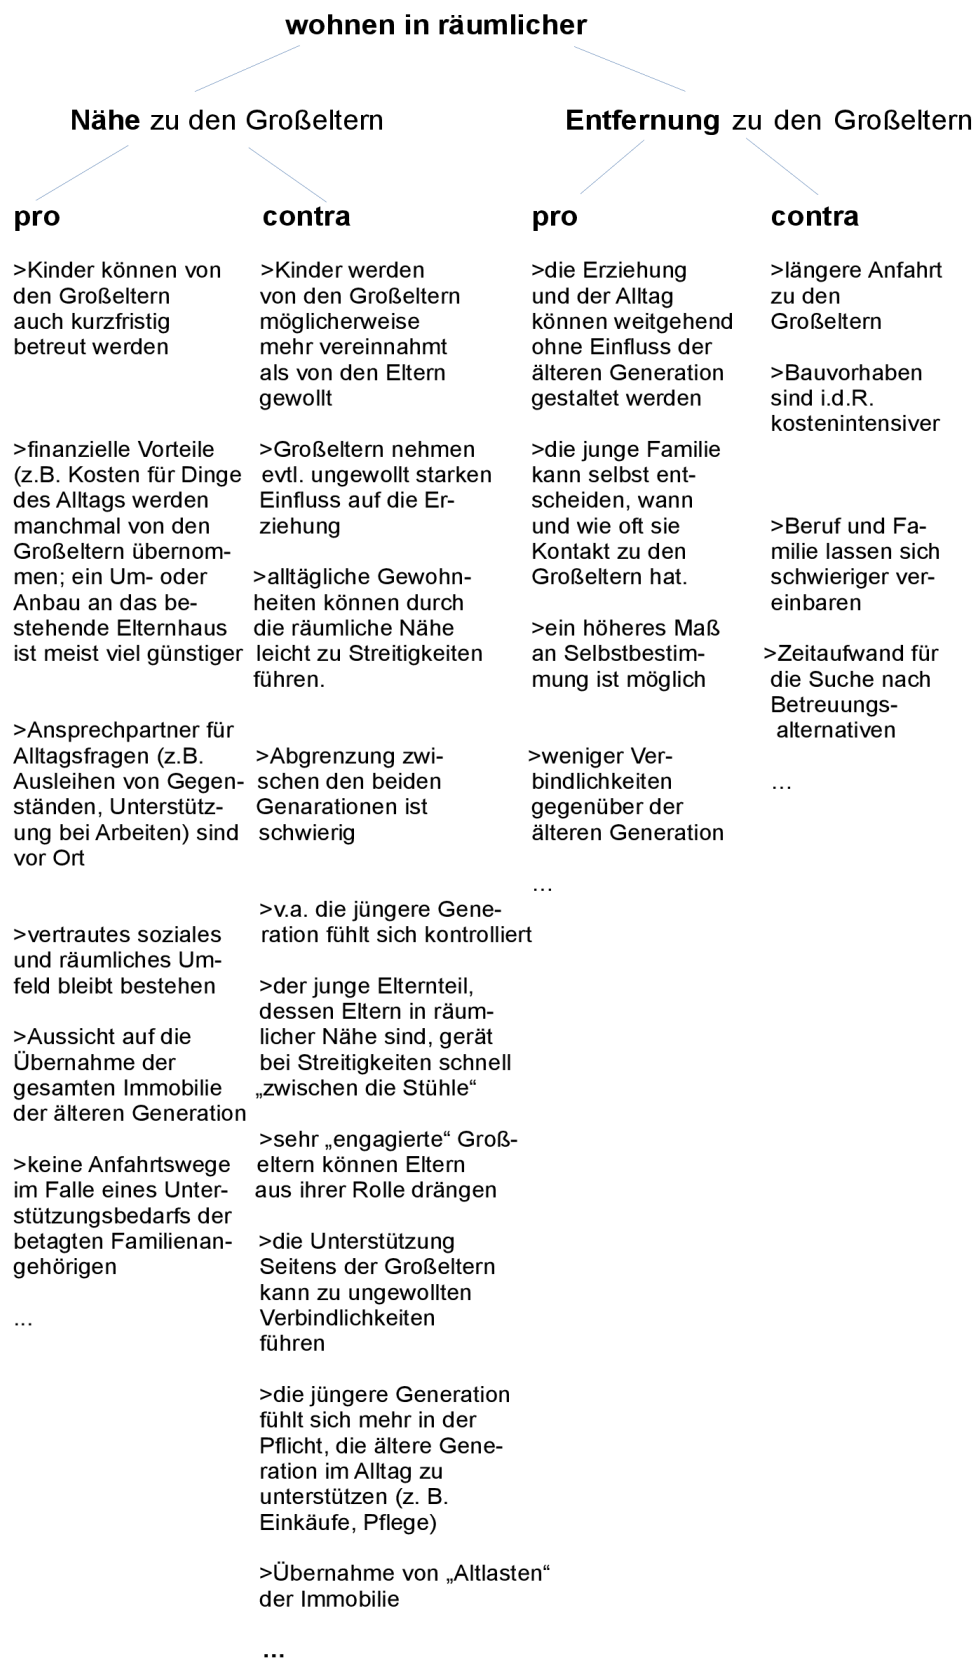 wohnen in räumlicher
Nähe zu den Großeltern
Entfernung zu den Großeltern
pro
>Kinder können von
den Großeltern
auch kurzfristig
betreut werden
>finanzielle Vorteile
(z.B. Kosten für Dinge
des Alltags werden
manchmal von den
Großeltern übernom-
men; ein Um- oder
Anbau an das be-
stehende Elternhaus
ist meist viel günstiger
>Ansprechpartner für
Alltagsfragen (z.B.
Ausleihen von Gegen-
ständen, Unterstütz-
ung bei Arbeiten) sind
vor Ort
>vertrautes soziales
und räumliches Um-
feld bleibt bestehen
>Aussicht auf die
Übernahme der
gesamten Immobilie
der älteren Generation
>keine Anfahrtswege
im Falle eines Unter-
stützungsbedarfs der
betagten Familienan-
gehörigen
...
contra
>Kinder werden
von den Großeltern
möglicherweise
mehr vereinnahmt
als von den Eltern
gewollt
>Großeltern nehmen
evtl. ungewollt starken
Einfluss auf die Er-
ziehung
>alltägliche Gewohn-
heiten können durch
die räumliche Nähe
leicht zu Streitigkeiten
führen.
>Abgrenzung zwi-
schen den beiden
Genarationen ist
schwierig
>v.a. die jüngere Gene-
ration fühlt sich kontrolliert
>der junge Elternteil,
dessen Eltern in räum-
licher Nähe sind, gerät
bei Streitigkeiten schnell
„zwischen die Stühle“
>sehr „engagierte“ Groß-
eltern können Eltern
aus ihrer Rolle drängen
>die Unterstützung
Seitens der Großeltern
kann zu ungewollten
Verbindlichkeiten
führen
>die jüngere Generation
fühlt sich mehr in der
Pflicht, die ältere Gene-
ration im Alltag zu
unterstützen (z. B.
Einkäufe, Pflege)
>Übernahme von „Altlasten“
der Immobilie
...
pro
>die Erziehung
und der Alltag
können weitgehend
ohne Einfluss der
älteren Generation
gestaltet werden
>die junge Familie
kann selbst ent-
scheiden, wann
und wie oft sie
Kontakt zu den
Großeltern hat.
>ein höheres Maß
an Selbstbestim-
mung ist möglich
>weniger Ver-
bindlichkeiten
gegenüber der
älteren Generation
...
contra
>längere Anfahrt
zu den
Großeltern
>Bauvorhaben
sind i.d.R.
kostenintensiver
>Beruf und Fa-
milie lassen sich
schwieriger ver-
einbaren
>Zeitaufwand für
die Suche nach
Betreuungs-
alternativen
...